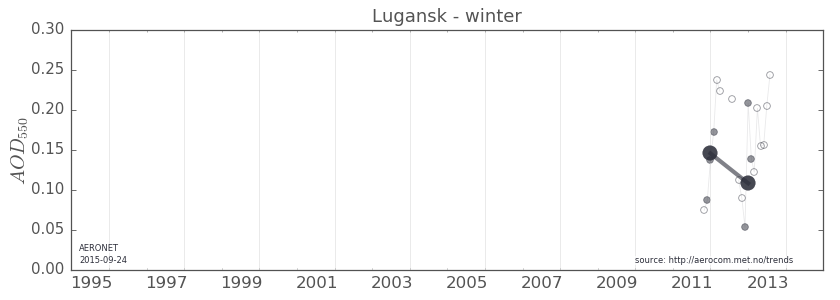 Lugansk - winter
0.30
0.25
0.20
0.15
0.10
0.05
0.00
AOD550
AERONET
2015-09-24
source: http://aerocom.met.no/trends
1995 1997 1999 2001 2003 2005 2007 2009 2011 2013